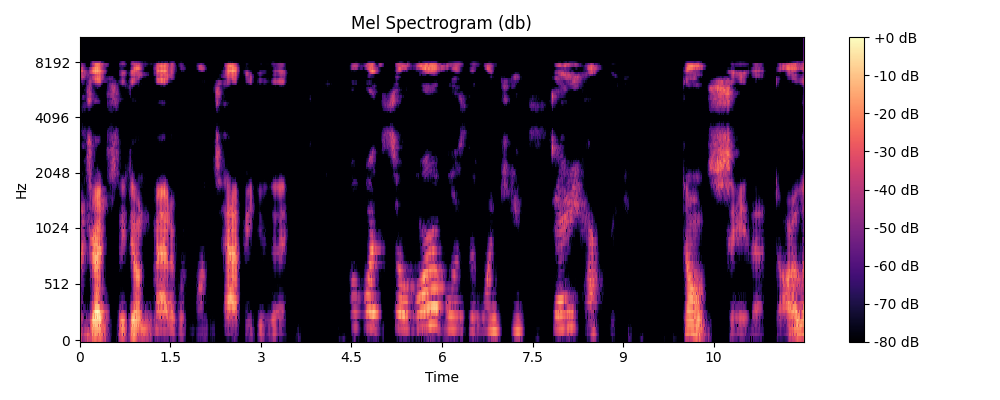 Mel Spectrogram (db)
8192
4096
2048
1024
512
0
Hz
0 1.5 3 4.5 6 7.5 9 10
Time
+0 dB
-10 dB
-20 dB
-30 dB
-40 dB
-50 dB
-60 dB
-70 dB
-80 dB